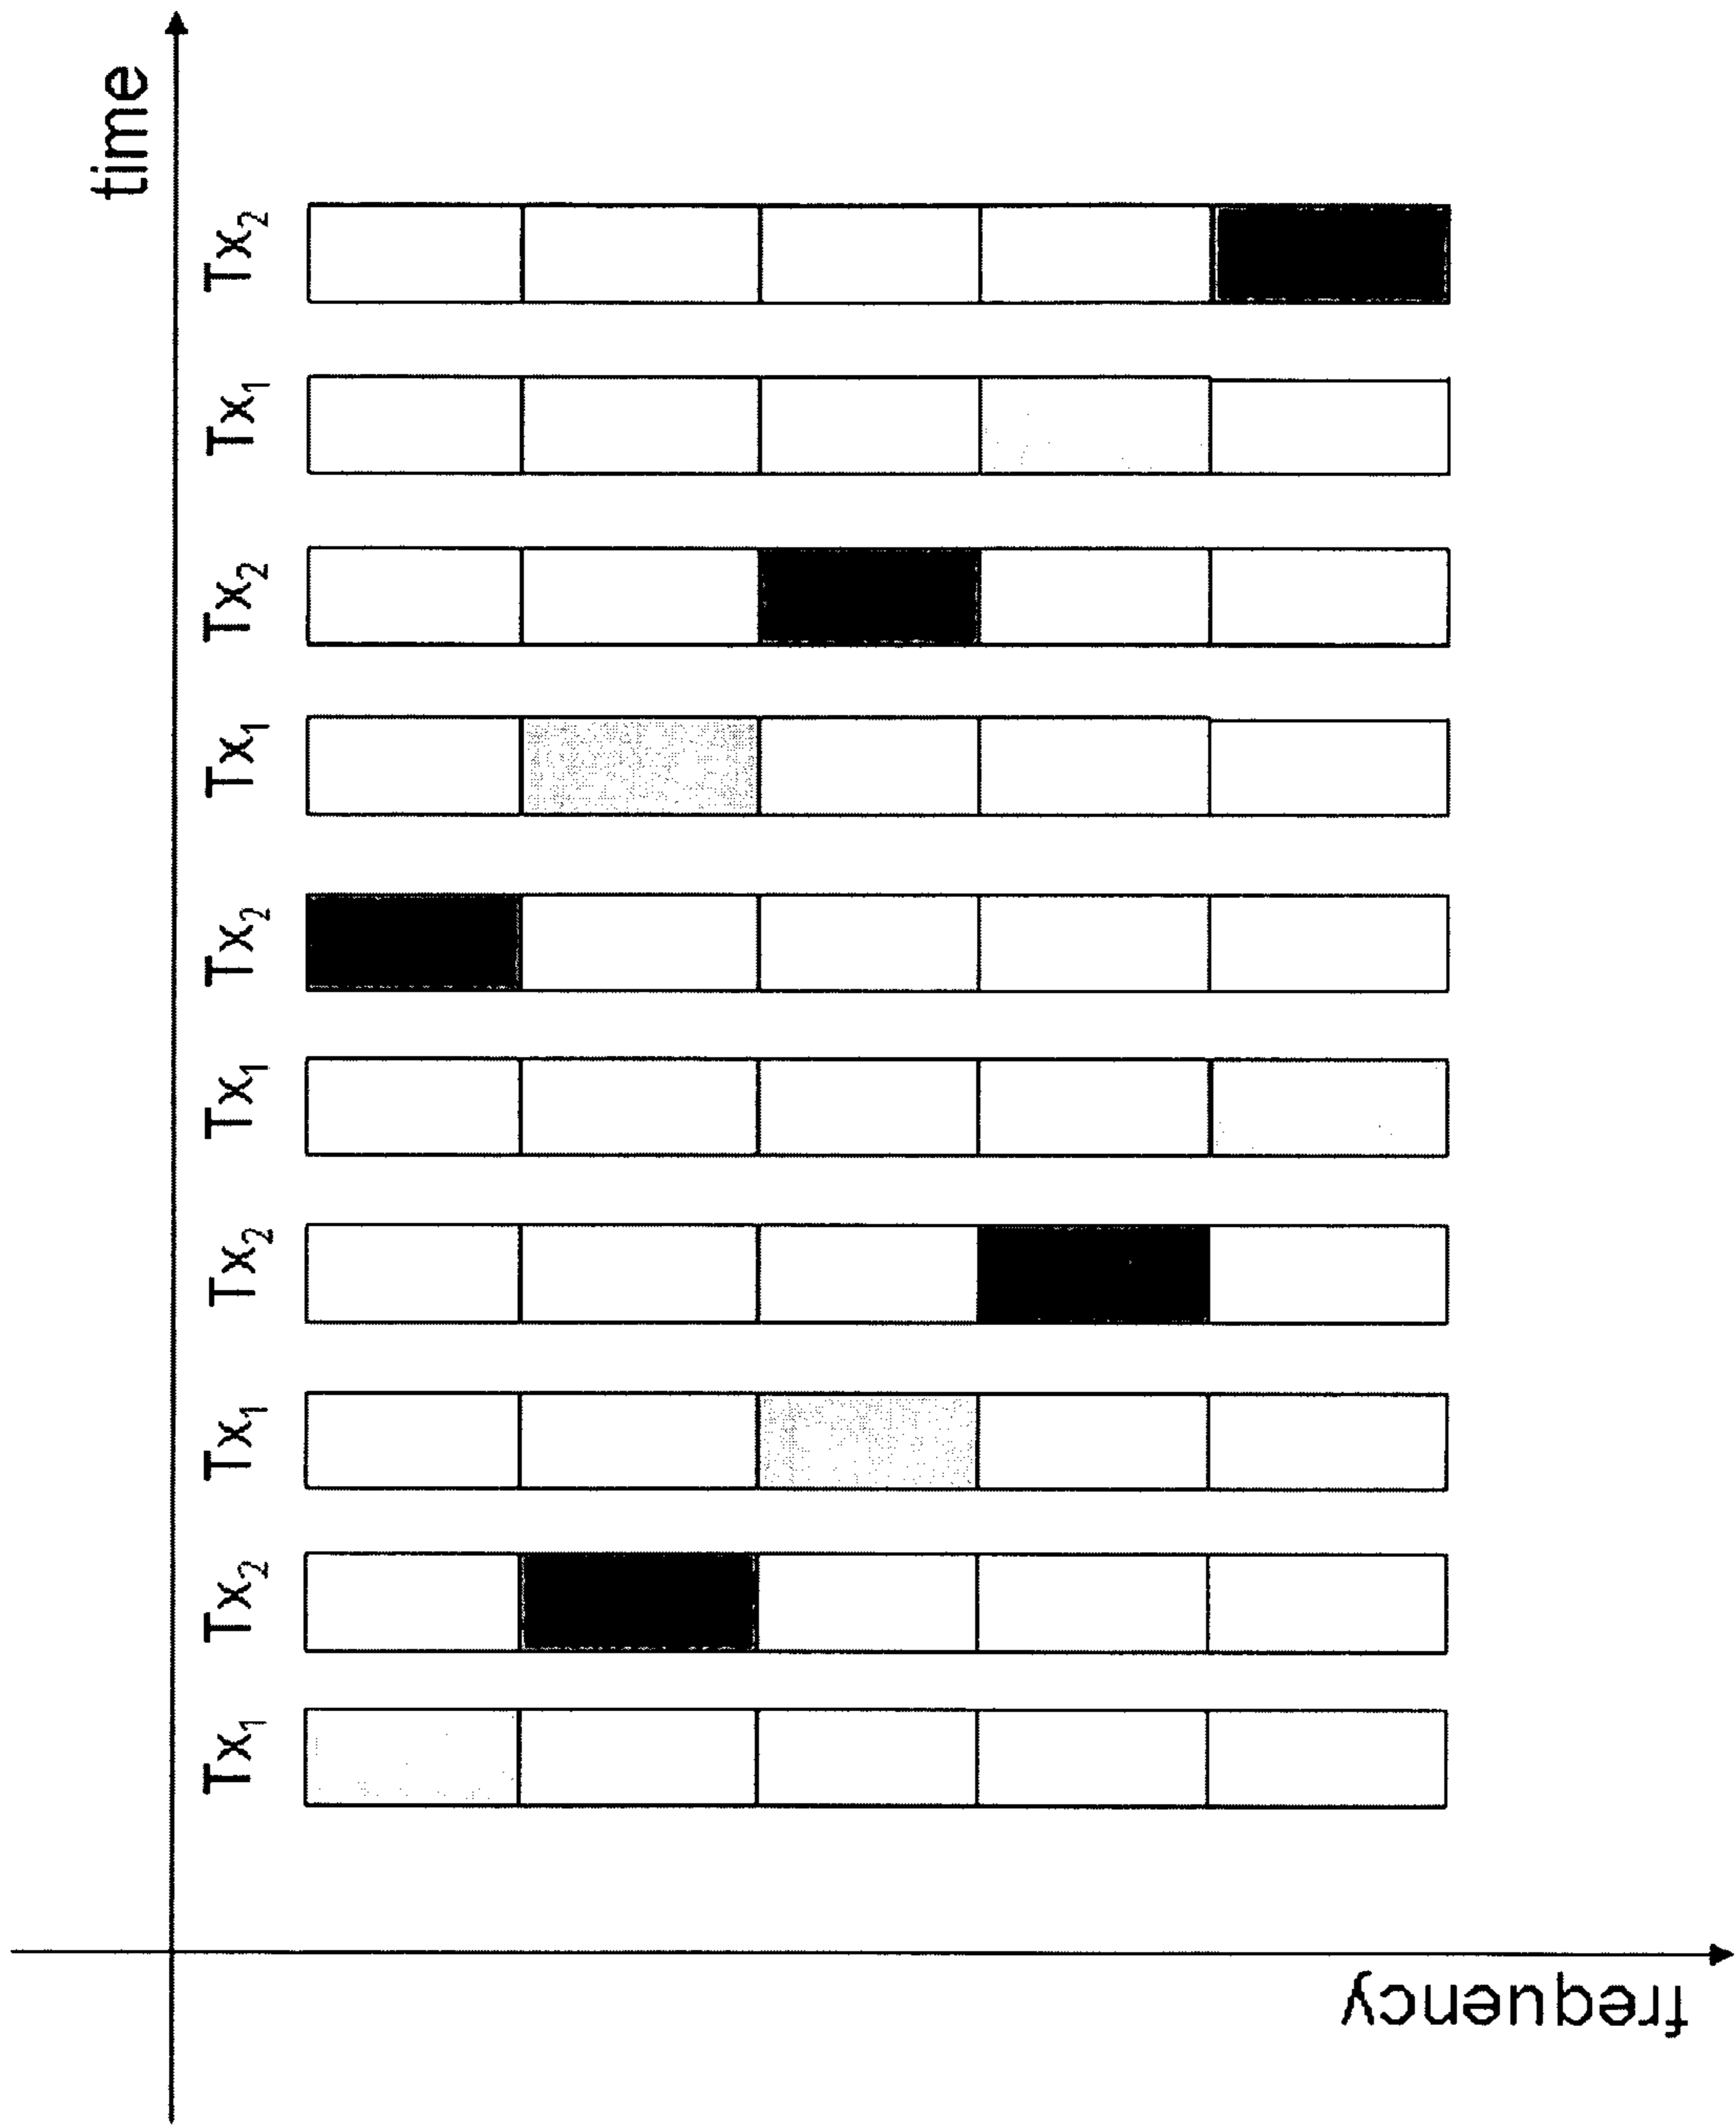 time
Tx₁
Tx₂
Tx₁
Tx₂
Tx₁
Tx₂
Tx₁
Tx₂
Tx₁
Tx₂
frequency